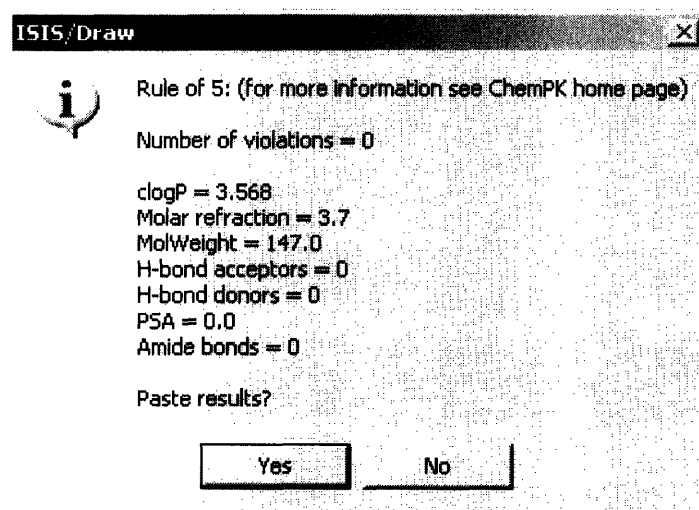 ISIS/Draw
Rule of 5: (for more information see ChemPK home page)
Number of violations = 0
clogP = 3.568
Molar refraction = 3.7
MolWeight = 147.0
H-bond acceptors = 0
H-bond donors = 0
PSA = 0.0
Amide bonds = 0
Paste results?
Yes No